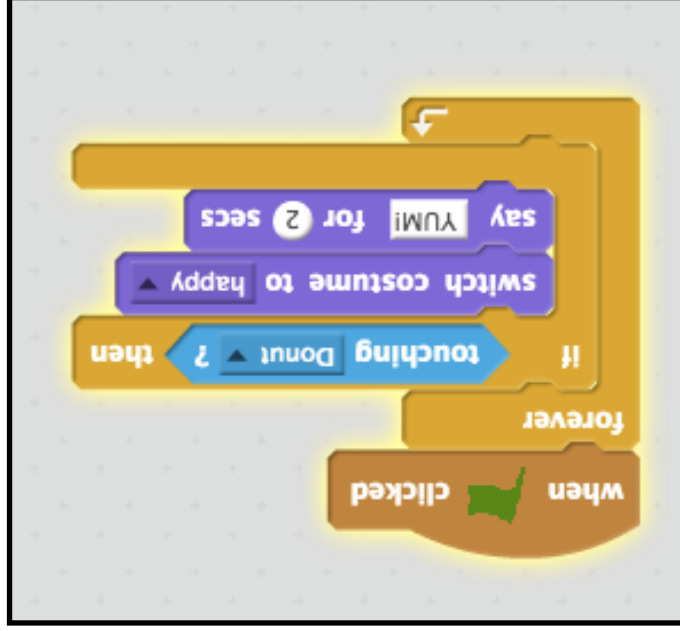 when clicked
forever
if touching Donut ? then
switch costume to happy
say YUM! for 2 secs